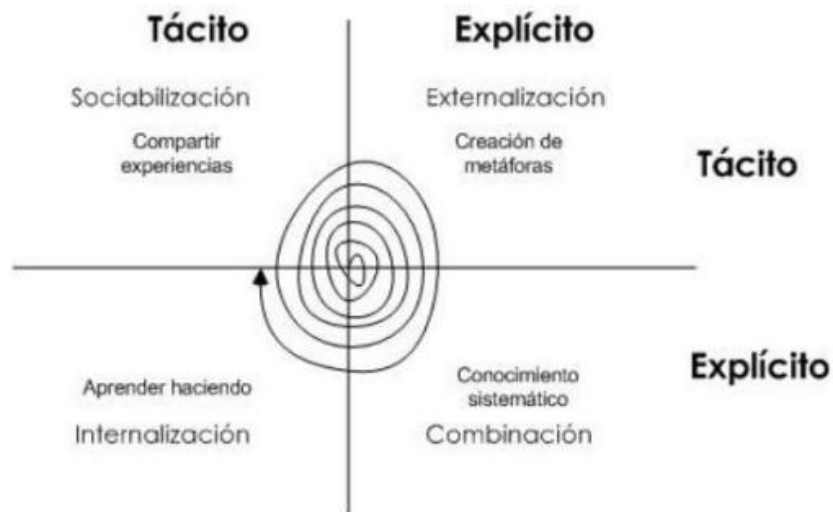 Tácito
Explícito
Sociabilización
Externalización
Compartir
experiencias
Creación de
metáforas
Tácito
Aprender haciendo
Internalización
Conocimiento
sistemático
Combinación
Explícito